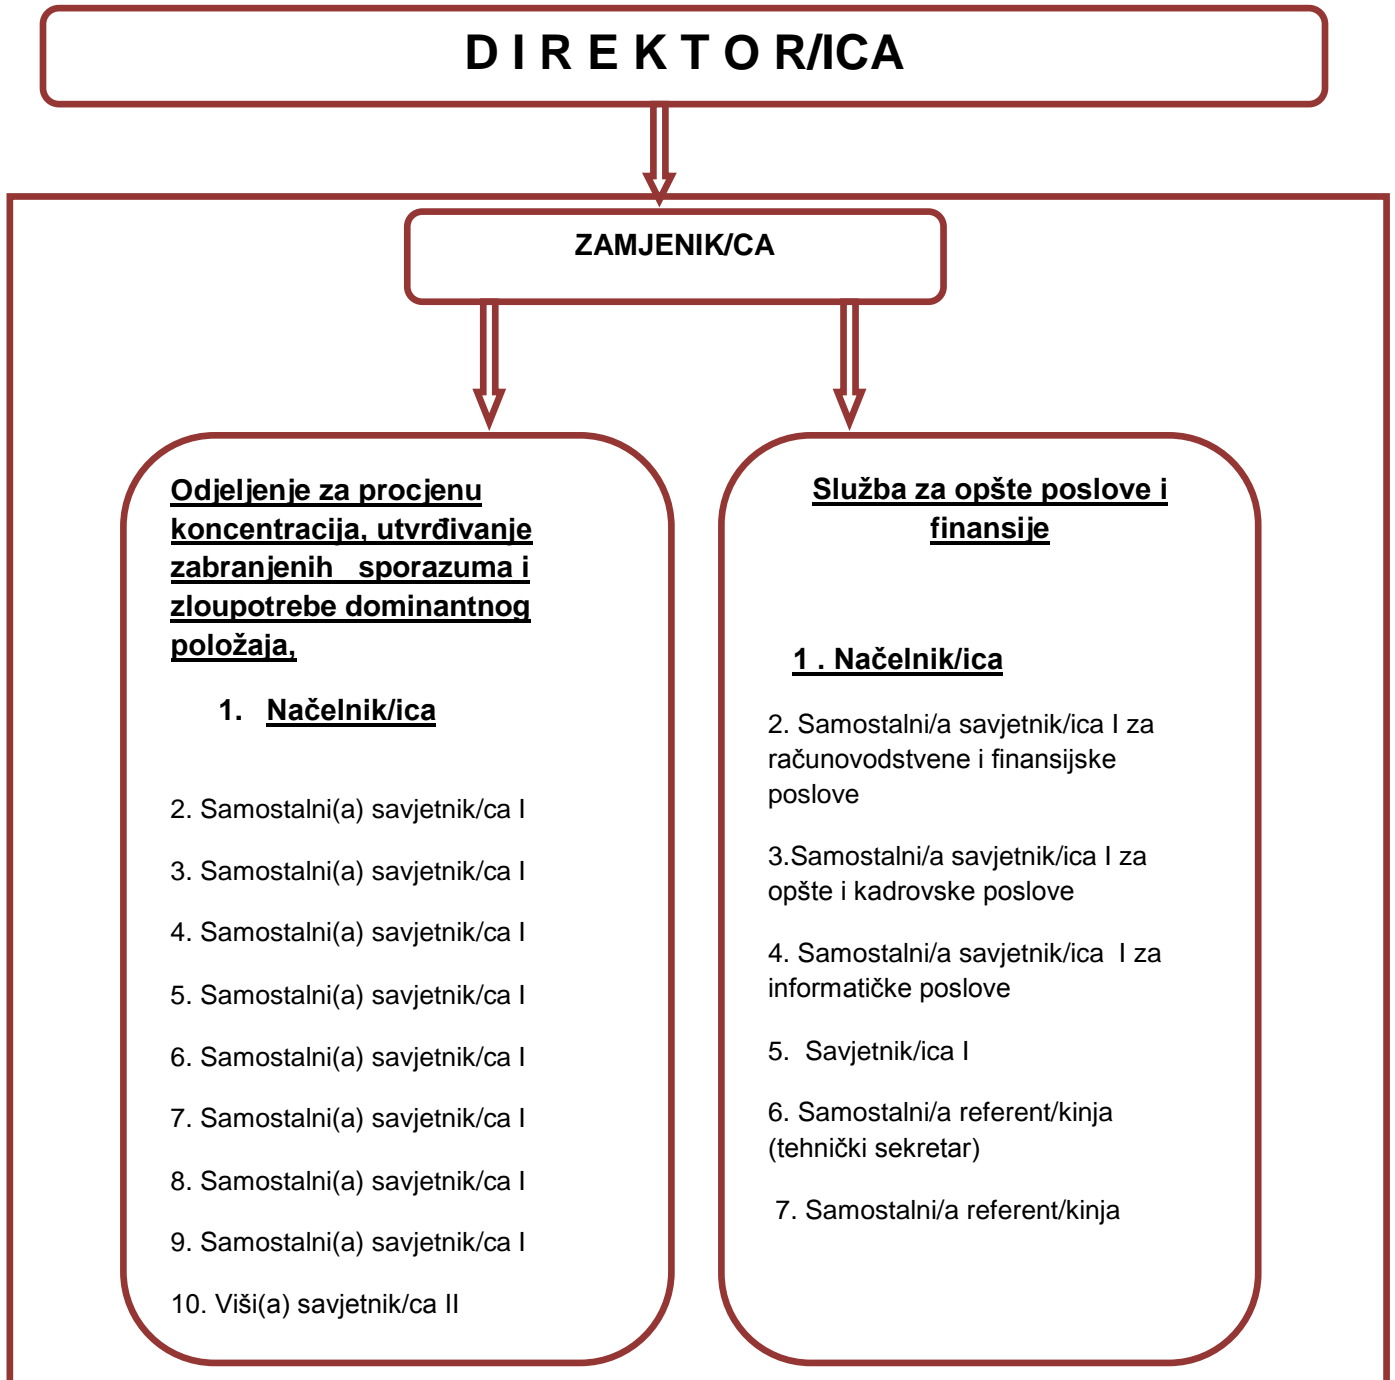 D I R E K T O R/ICA
ZAMJENIK/CA
Odjeljenje za procjenu
koncentracija, utvrđivanje
zabranjenih   sporazuma i
zloupotrebe dominantnog
položaja,
1.   Načelnik/ica
2. Samostalni(a) savjetnik/ca I
3. Samostalni(a) savjetnik/ca I
4. Samostalni(a) savjetnik/ca I
5. Samostalni(a) savjetnik/ca I
6. Samostalni(a) savjetnik/ca I
7. Samostalni(a) savjetnik/ca I
8. Samostalni(a) savjetnik/ca I
9. Samostalni(a) savjetnik/ca I
10. Viši(a) savjetnik/ca II
Služba za opšte poslove i
finansije
1 . Načelnik/ica
2. Samostalni/a savjetnik/ica I za
računovodstvene i finansijske
poslove
3.Samostalni/a savjetnik/ica I za
opšte i kadrovske poslove
4. Samostalni/a savjetnik/ica  I za
informatičke poslove
5.  Savjetnik/ica I
6. Samostalni/a referent/kinja
(tehnički sekretar)
7. Samostalni/a referent/kinja